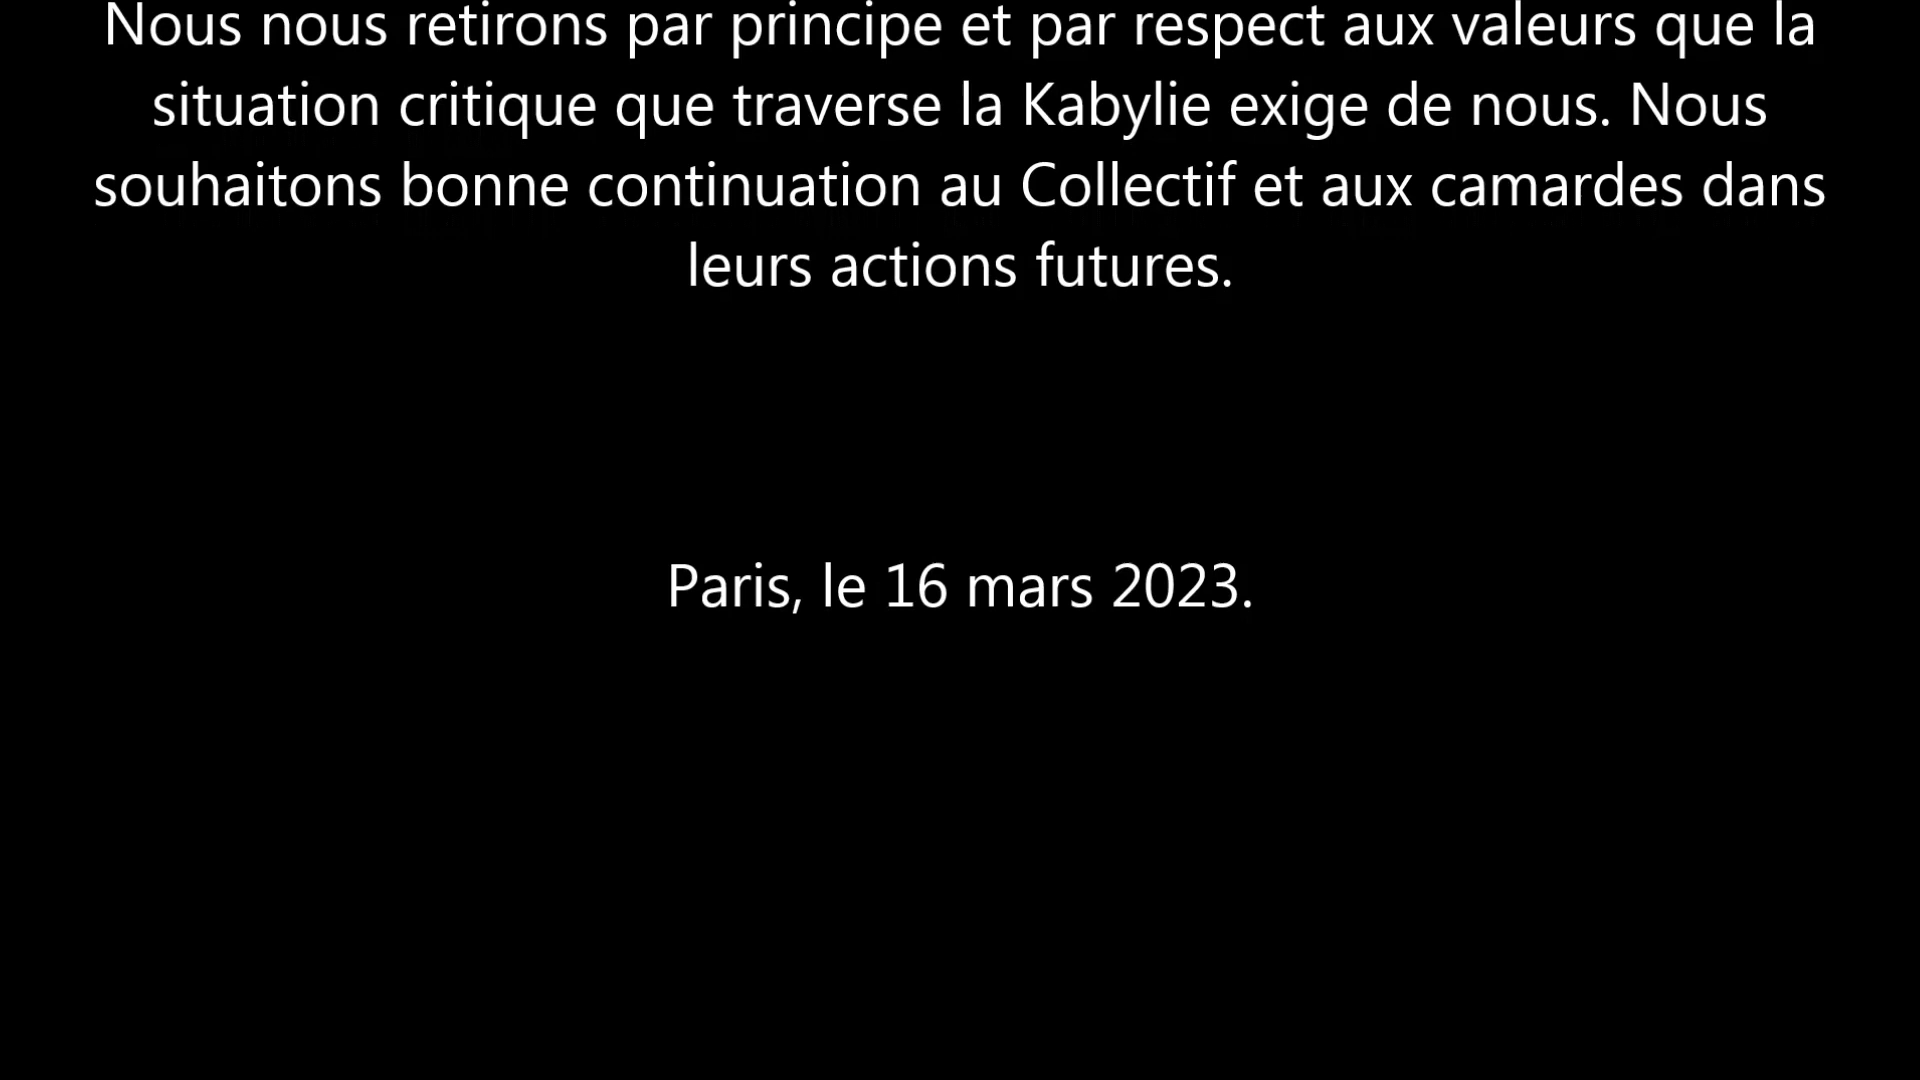 Nous nous retirons par principe et par respect aux valeurs que la
situation critique que traverse la Kabylie exige de nous. Nous
souhaitons bonne continuation au Collectif et aux camardes dans
leurs actions futures.
Paris, le 16 mars 2023.